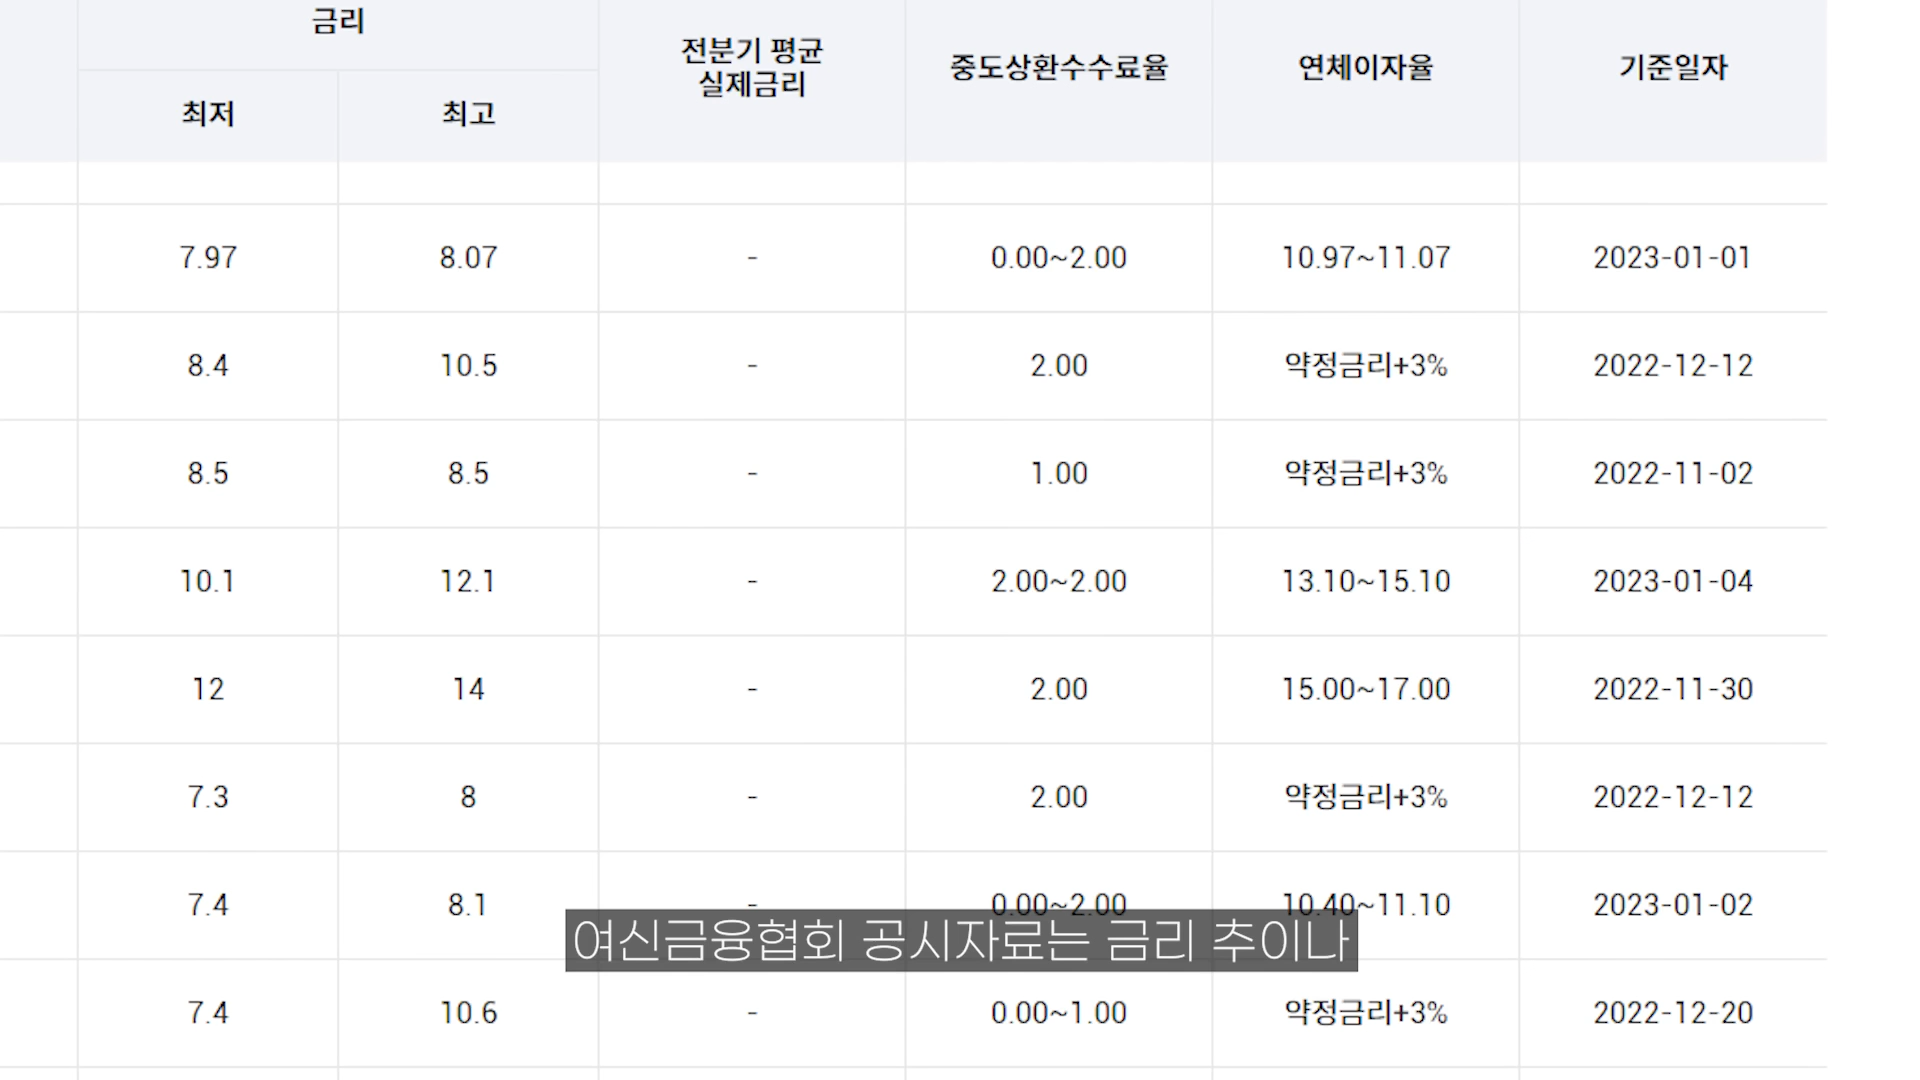 금리
전분기 평균
실제금리
중도상환수수료율
연체이자율
기준일자
최저 최고
7.97 8.07 - 0.00~2.00 10.97~11.07 2023-01-01
8.4 10.5 - 2.00 약정금리+3% 2022-12-12
8.5 8.5 - 1.00 약정금리+3% 2022-11-02
10.1 12.1 - 2.00~2.00 13.10~15.10 2023-01-04
12 14 - 2.00 15.00~17.00 2022-11-30
7.3 8 - 2.00 약정금리+3% 2022-12-12
7.4 8.1 - 0.00~2.00 10.40~11.10 2023-01-02
여신금융협회 공시자료는 금리 추이나
7.4 10.6 - 0.00~1.00 약정금리+3% 2022-12-20